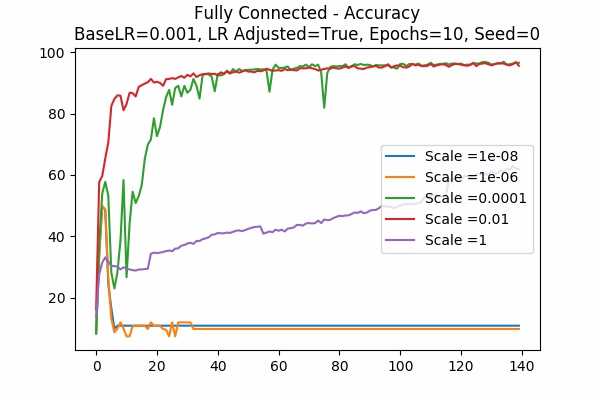 Fully Connected - Accuracy
BaseLR=0.001, LR Adjusted=True, Epochs=10, Seed=0
100
80
60
40
20
Scale =1e-08
Scale =1e-06
Scale =0.0001
Scale =0.01
Scale =1
0 20 40 60 80 100 120 140